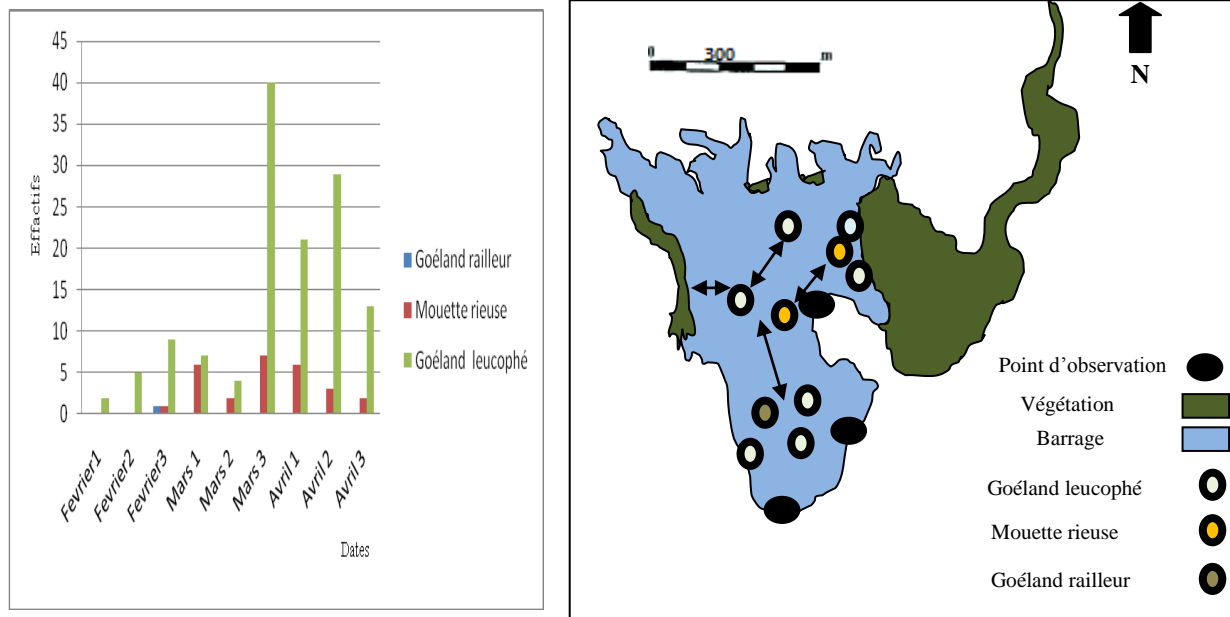 45
40
35
30
25
20
15
10
5
0
Effactifs
Fevrier1
Fevrier2
Fevrier3
Mars 1
Mars 2
Mars 3
Avril 1
Avril 2
Avril 3
Dates
Goéland railleur
Mouette rieuse
Goéland leucophé
0 300 m
N
Point d’observation
Végétation
Barrage
Goéland leucophé
Mouette rieuse
Goéland railleur